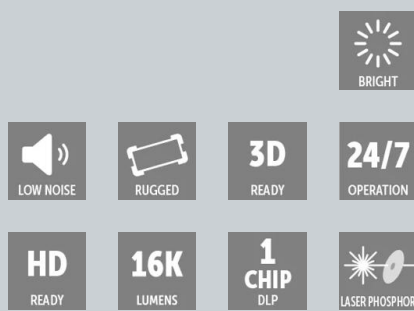 BRIGHT
LOW NOISE
RUGGED
3D
READY
24/7
OPERATION
HD
READY
16K
LUMENS
1
CHIP
DLP
LASER PHOSPHOR